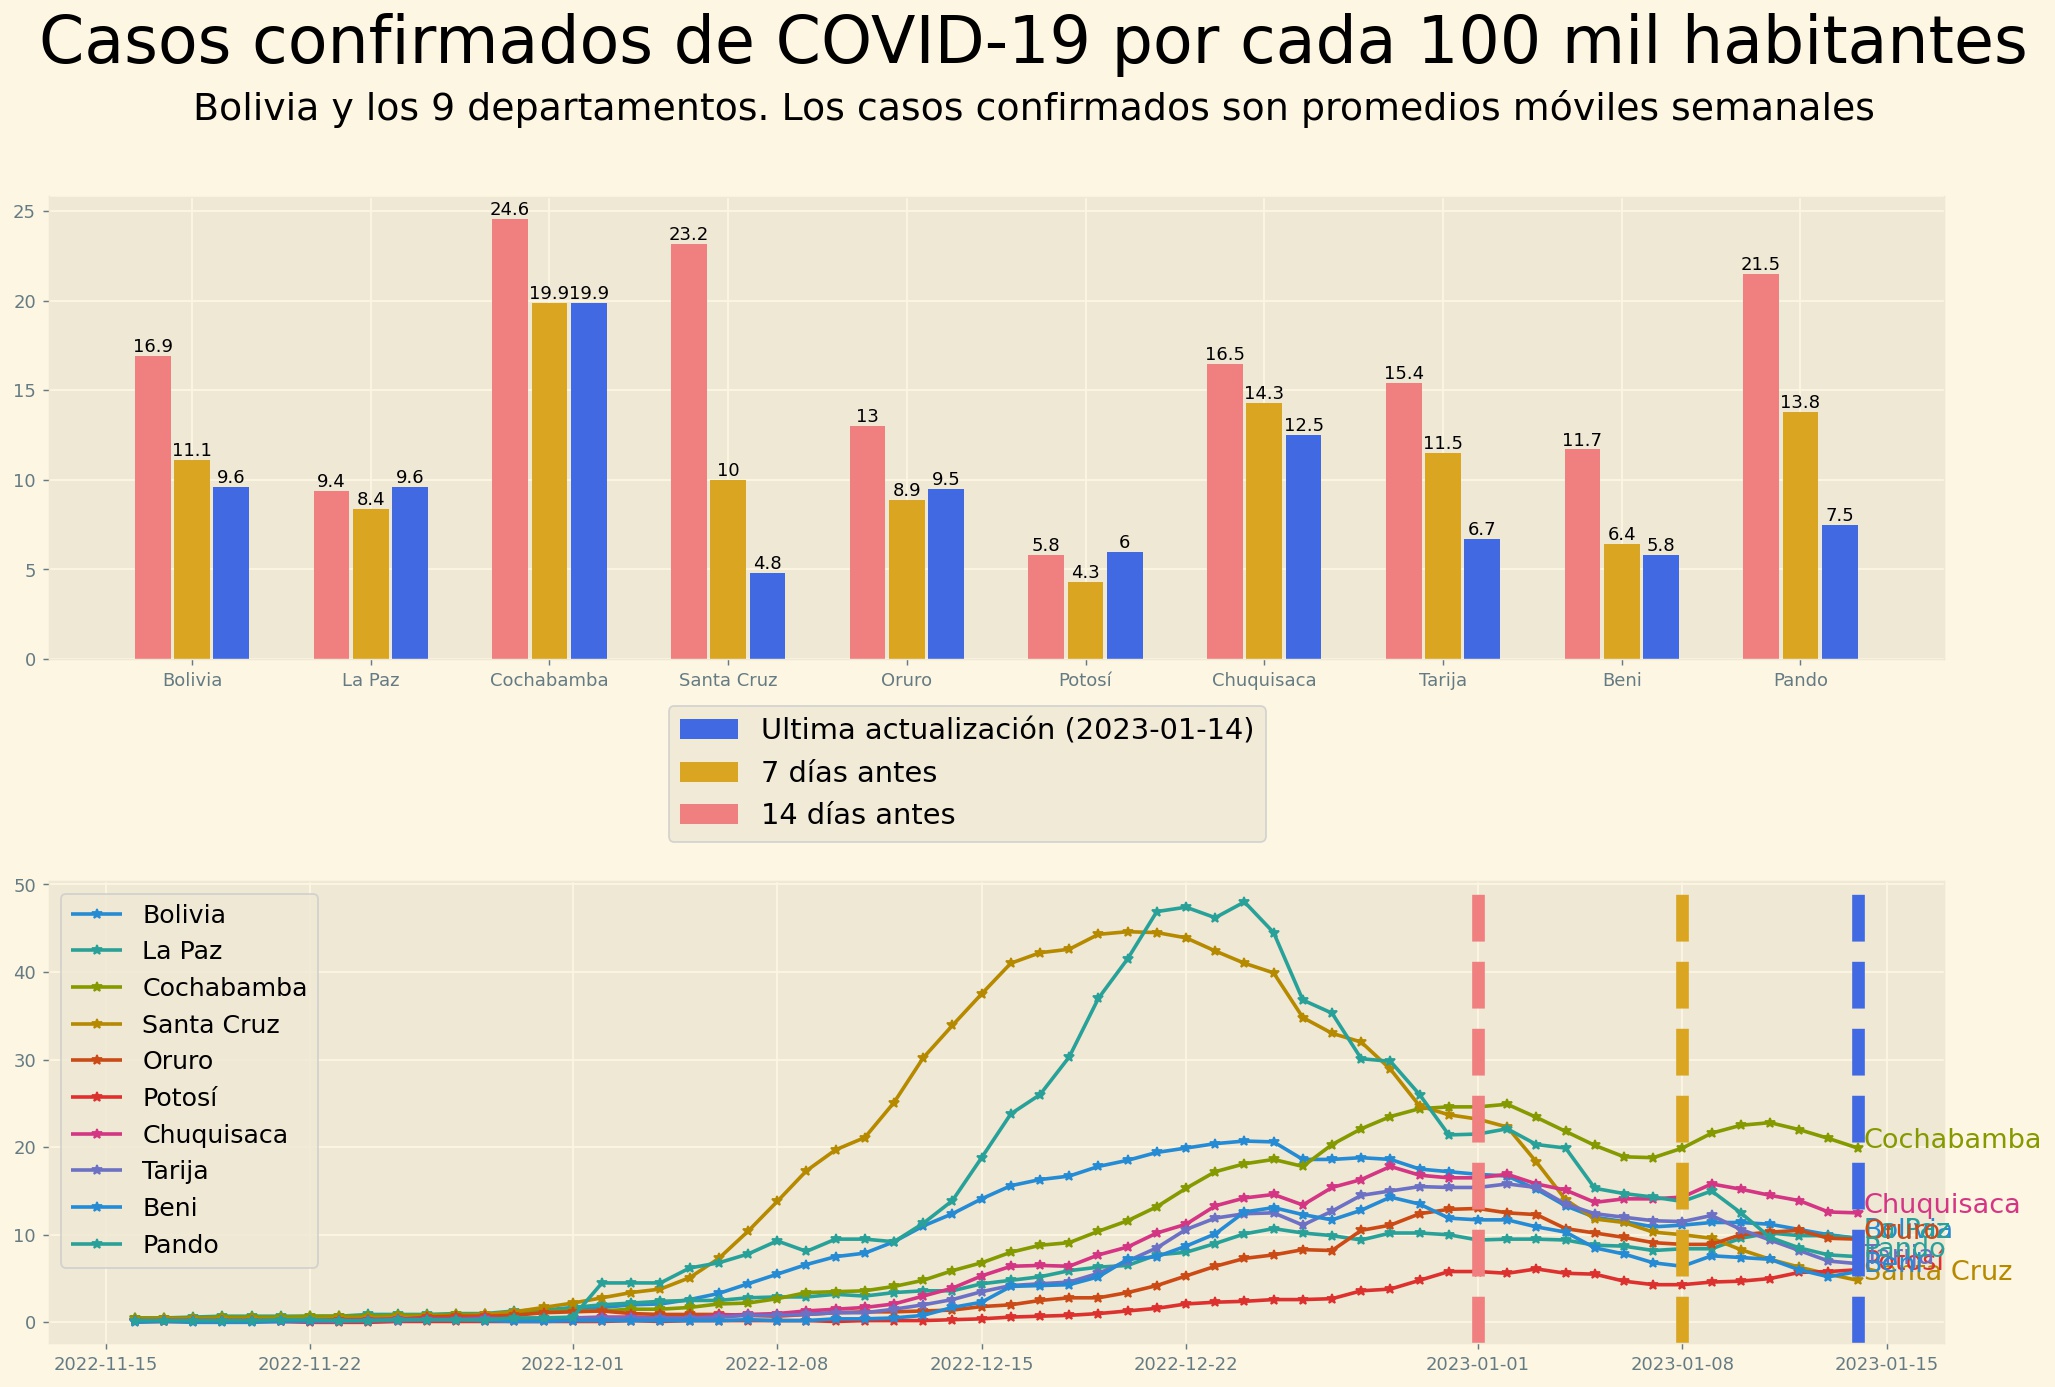 Casos confirmados de COVID-19 por cada 100 mil habitantes
Bolivia y los 9 departamentos. Los casos confirmados son promedios móviles semanales
25
20
15
10
5
0
16.9 11.1 9.6
9.4 8.4 9.6
24.6 19.9 19.9
23.2 10 4.8
13 8.9 9.5
5.8 4.3 6
16.5 14.3 12.5
15.4 11.5 6.7
11.7 6.4 5.8
21.5 13.8 7.5
Bolivia La Paz Cochabamba Santa Cruz Oruro Potosí Chuquisaca Tarija Beni Pando
Ultima actualización (2023-01-14)
7 días antes
14 días antes
50
40
30
20
10
0
Bolivia
La Paz
Cochabamba
Santa Cruz
Oruro
Potosí
Chuquisaca
Tarija
Beni
Pando
Cochabamba
Chuquisaca
Pando
Potosí
Santa Cruz
2022-11-15 2022-11-22 2022-12-01 2022-12-08 2022-12-15 2022-12-22 2023-01-01 2023-01-08 2023-01-15